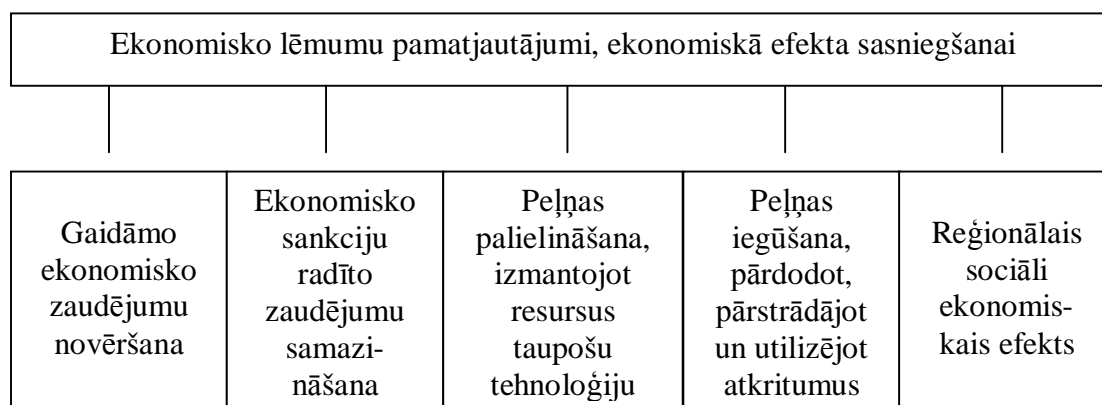 Ekonomisko lēmumu pamatjautājumi, ekonomiskā efekta sasniegšanai
Gaidāmo
ekonomisko
zaudējumu
novēršana
Ekonomisko
sankciju
radīto
zaudējumu
samazi-
nāšana
Peļņas
palielināšana,
izmantojot
resursus
taupošu
tehnoloģiju
Peļņas
iegūšana,
pārdodot,
pārstrādājot
un utilizējot
atkritumus
Reģionālais
sociāli
ekonomis-
kais efekts